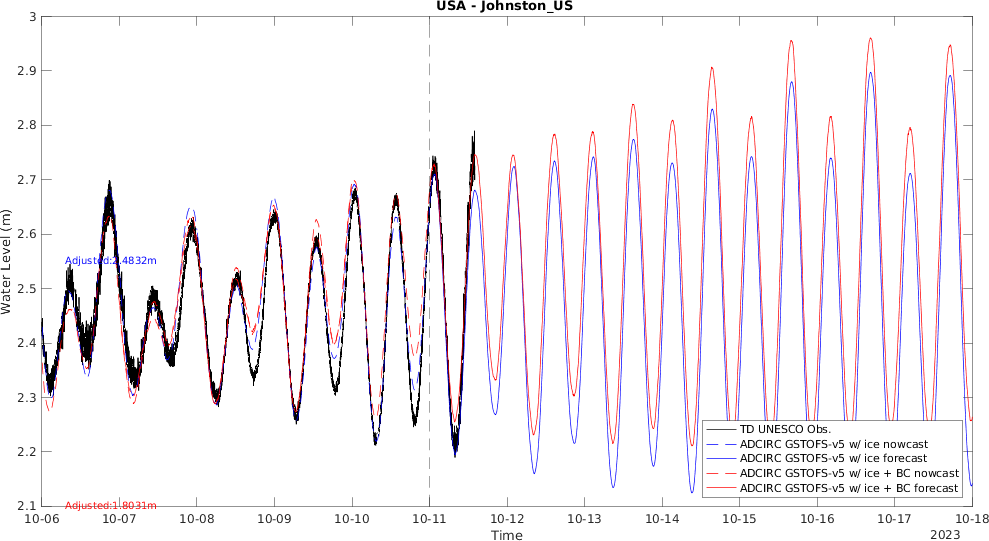 USA - Johnston_US
3
2.9
2.8
2.7
2.6
2.5
2.4
2.3
2.2
2.1
Water Level (m)
Adjusted:2.4832m
Adjusted:1.8031m
TD UNESCO Obs.
ADCIRC GSTOFS-v5 w/ ice nowcast
ADCIRC GSTOFS-v5 w/ ice forecast
ADCIRC GSTOFS-v5 w/ ice + BC nowcast
ADCIRC GSTOFS-v5 w/ ice + BC forecast
10-06 10-07 10-08 10-09 10-10 10-11 10-12 10-13 10-14 10-15 10-16 10-17 10-18
Time
2023